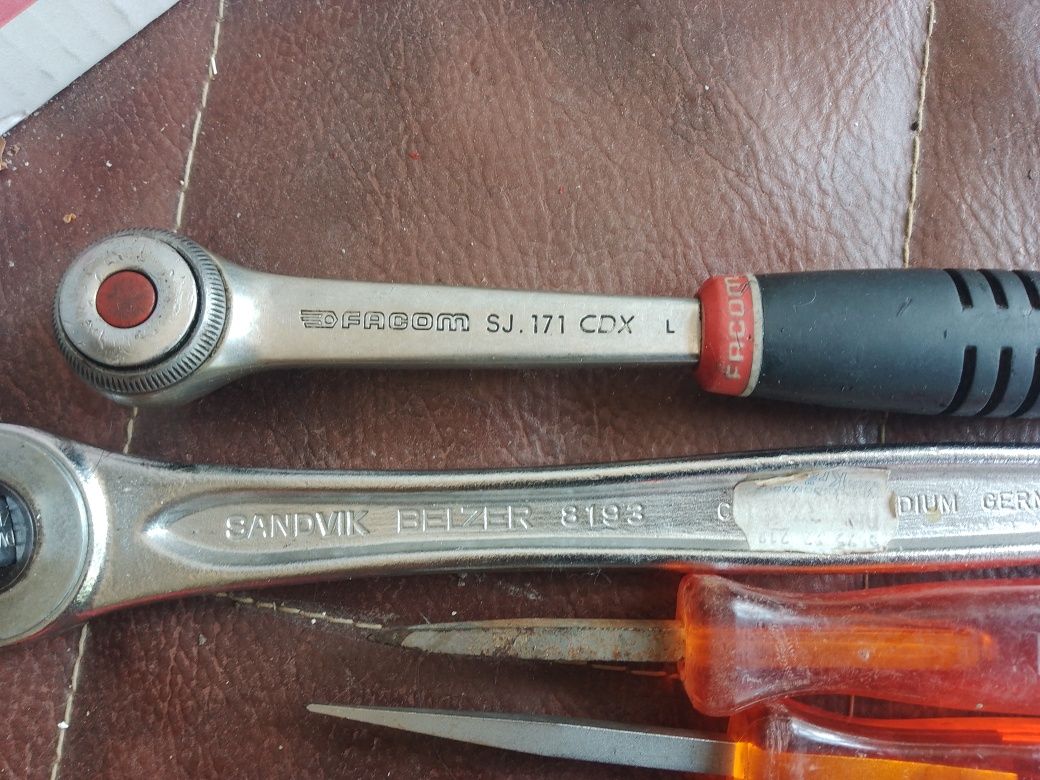 FACOM SJ.171 CDX L
FACOM
SANDVIK BELZER 8193
DIUM GERM